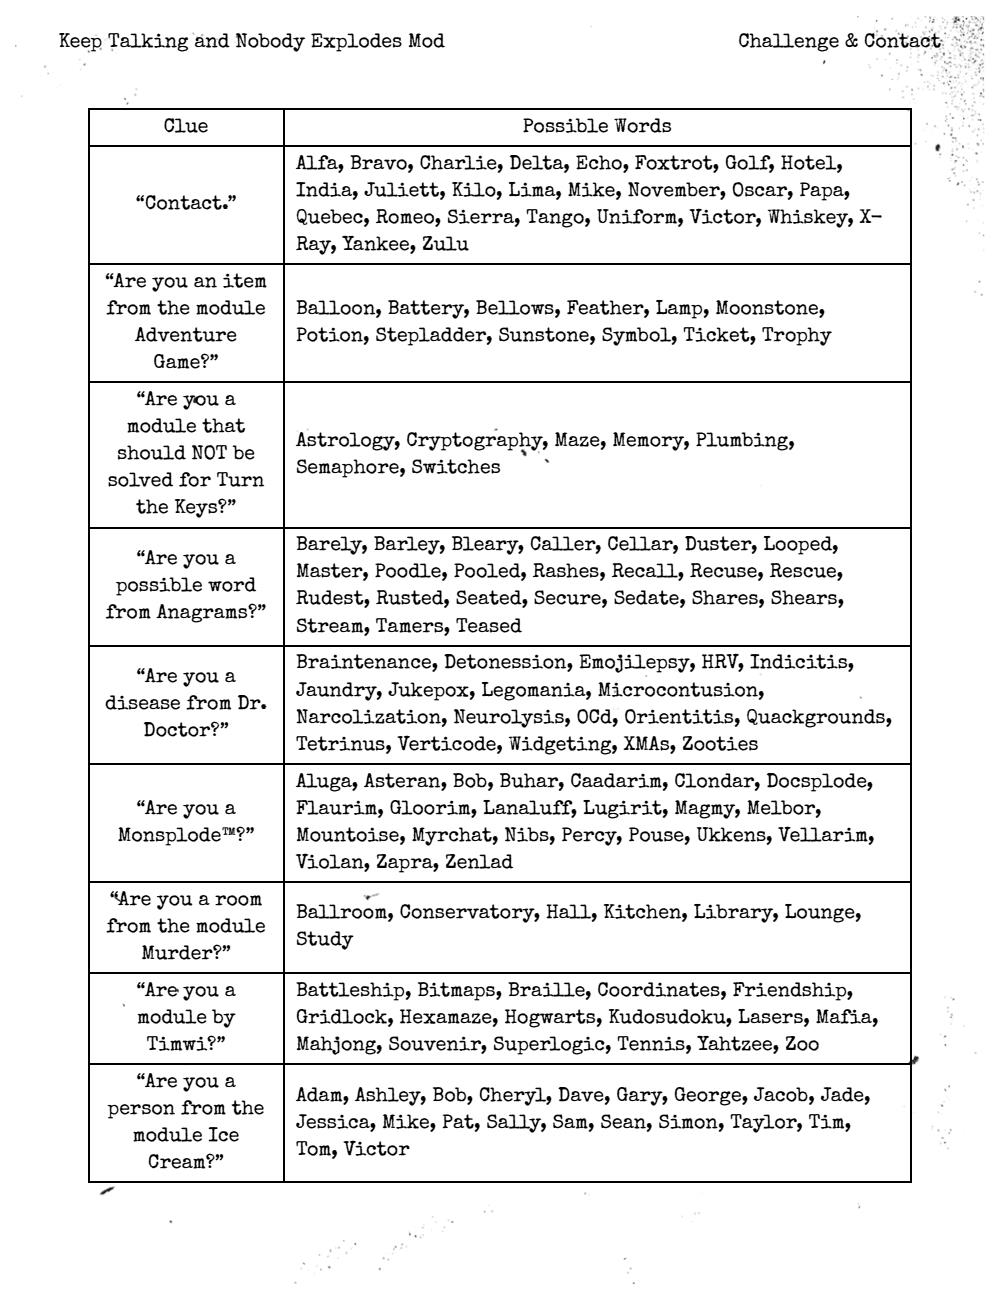 Keep Talking and Nobody Explodes Mod
Challenge & Contact
Clue
Possible Words
“Contact.”
Alfa, Bravo, Charlie, Delta, Echo, Foxtrot, Golf, Hotel,
India, Juliett, Kilo, Lima, Mike, November, Oscar, Papa,
Quebec, Romeo, Sierra, Tango, Uniform, Victor, Whiskey, X-
Ray, Yankee, Zulu
“Are you an item
from the module
Adventure
Game?”
Balloon, Battery, Bellows, Feather, Lamp, Moonstone,
Potion, Stepladder, Sunstone, Symbol, Ticket, Trophy
“Are you a
module that
should NOT be
solved for Turn
the Keys?”
Astrology, Cryptography, Maze, Memory, Plumbing,
Semaphore, Switches
“Are you a
possible word
from Anagrams?”
Barely, Barley, Bleary, Caller, Cellar, Duster, Looped,
Master, Poodle, Pooled, Rashes, Recall, Recuse, Rescue,
Rudest, Rusted, Seated, Secure, Sedate, Shares, Shears,
Stream, Tamers, Teased
“Are you a
disease from Dr.
Doctor?”
Braintenance, Detonession, Emojilepsy, HRV, Indicitis,
Jaundry, Jukepox, Legomania, Microcontusion,
Narcolization, Neurolysis, OCd, Orientitis, Quackgrounds,
Tetrinus, Verticode, Widgeting, XMAs, Zooties
“Are you a
Monsplode™?”
Aluga, Asteran, Bob, Buhar, Caadarim, Clondar, Docsplode,
Flaurim, Gloorim, Lanaluff, Lugirit, Magmy, Melbor,
Mountoise, Myrchat, Nibs, Percy, Pouse, Ukkens, Vellarim,
Violan, Zapra, Zenlad
“Are you a room
from the module
Murder?”
Ballroom, Conservatory, Hall, Kitchen, Library, Lounge,
Study
“Are you a
module by
Timwi?”
Battleship, Bitmaps, Braille, Coordinates, Friendship,
Gridlock, Hexamaze, Hogwarts, Kudosudoku, Lasers, Mafia,
Mahjong, Souvenir, Superlogic, Tennis, Yahtzee, Zoo
“Are you a
person from the
module Ice
Cream?”
Adam, Ashley, Bob, Cheryl, Dave, Gary, George, Jacob, Jade,
Jessica, Mike, Pat, Sally, Sam, Sean, Simon, Taylor, Tim,
Tom, Victor